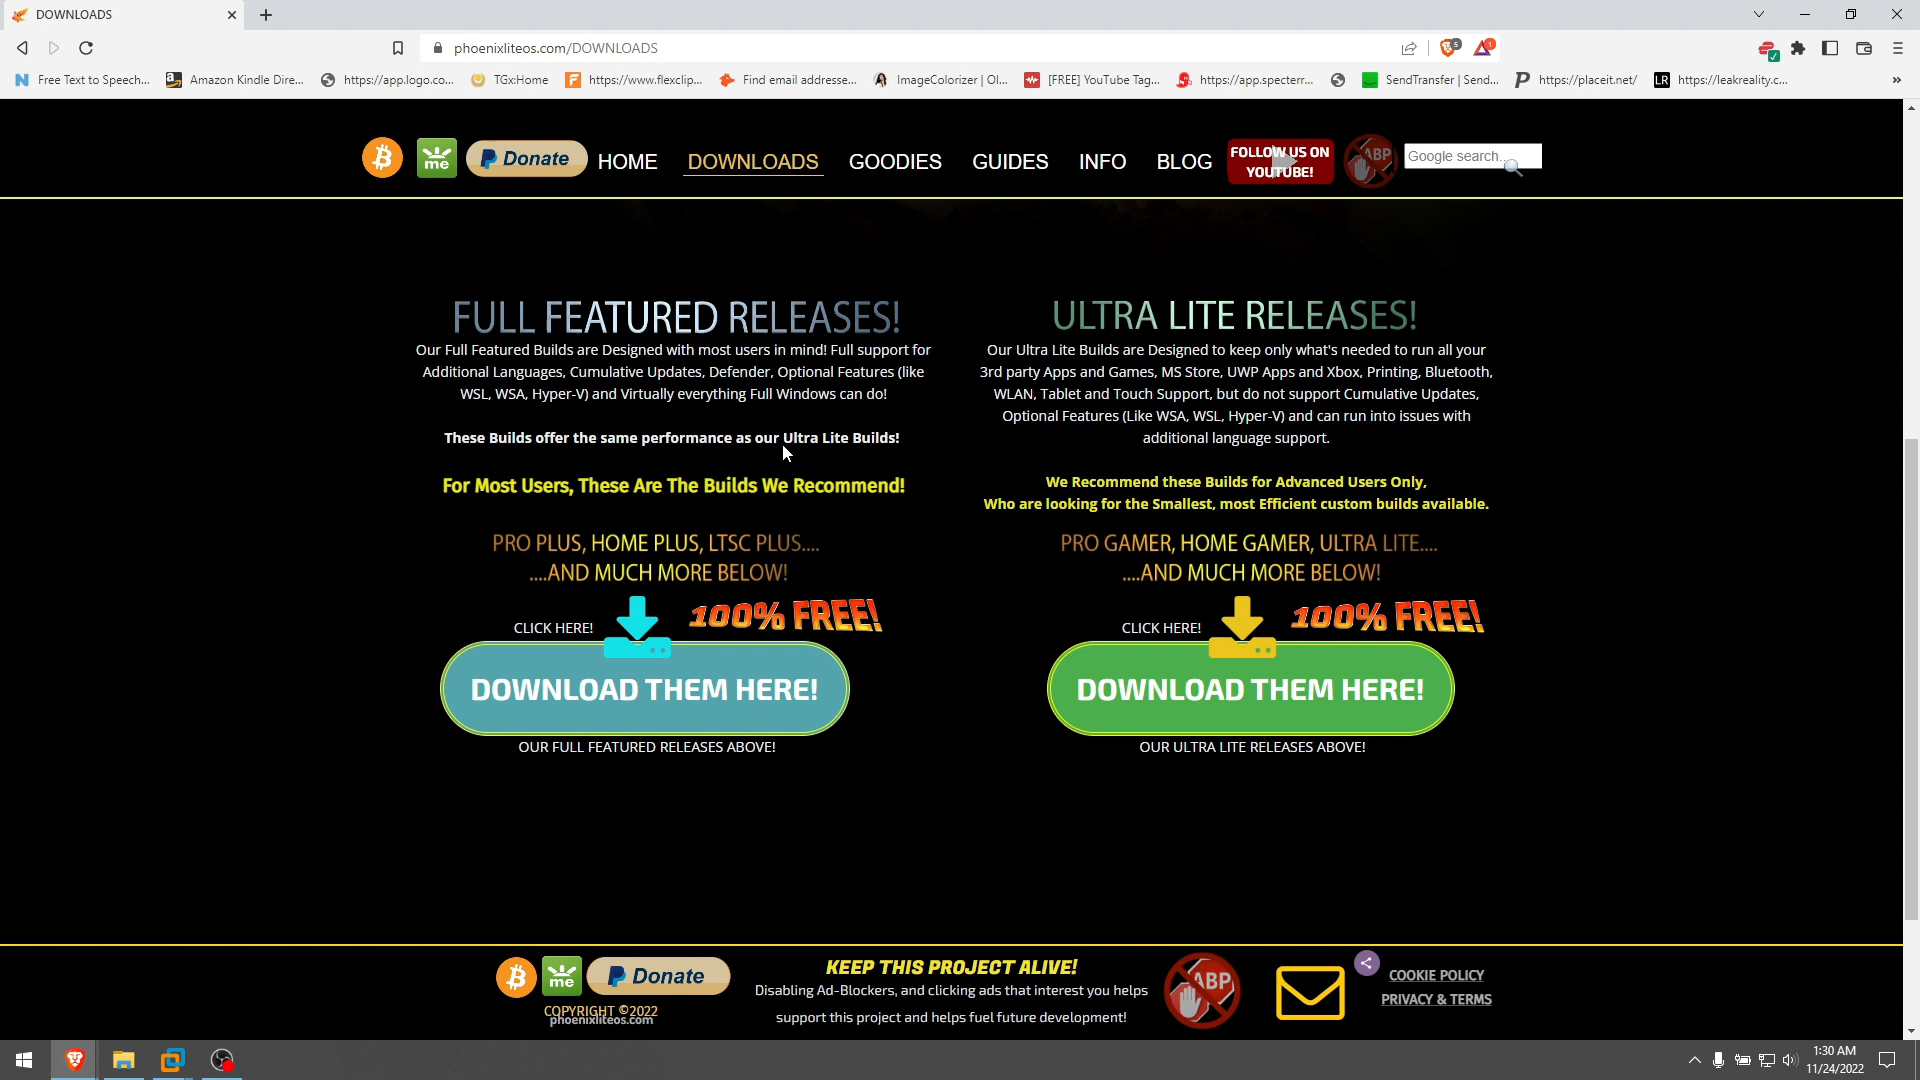 DOWNLOADS
phoenixliteos.com/DOWNLOADS
5
1
Free Text to Speech...
Amazon Kindle Dire...
https://app.logo.co...
TGx:Home
https://www.flexclip...
Find email addresse...
ImageColorizer | Ol...
[FREE] YouTube Tag...
https://app.specterr...
SendTransfer | Send...
https://placeit.net/
LR https://leakreality.c...
me
Donate
HOME
DOWNLOADS
GOODIES
GUIDES
INFO
BLOG
FOLLOW US ON
YOUTUBE!
ABP
Google search...
FULL FEATURED RELEASES!
Our Full Featured Builds are Designed with most users in mind! Full support for
Additional Languages, Cumulative Updates, Defender, Optional Features (like
WSL, WSA, Hyper-V) and Virtually everything Full Windows can do!
These Builds offer the same performance as our Ultra Lite Builds!
For Most Users, These Are The Builds We Recommend!
PRO PLUS, HOME PLUS, LTSC PLUS....
....AND MUCH MORE BELOW!
CLICK HERE!
100% FREE!
DOWNLOAD THEM HERE!
OUR FULL FEATURED RELEASES ABOVE!
ULTRA LITE RELEASES!
Our Ultra Lite Builds are Designed to keep only what's needed to run all your
3rd party Apps and Games, MS Store, UWP Apps and Xbox, Printing, Bluetooth,
WLAN, Tablet and Touch Support, but do not support Cumulative Updates,
Optional Features (Like WSA, WSL, Hyper-V) and can run into issues with
additional language support.
We Recommend these Builds for Advanced Users Only,
Who are looking for the Smallest, most Efficient custom builds available.
PRO GAMER, HOME GAMER, ULTRA LITE....
....AND MUCH MORE BELOW!
CLICK HERE!
100% FREE!
DOWNLOAD THEM HERE!
OUR ULTRA LITE RELEASES ABOVE!
me
Donate
COPYRIGHT ©2022
phoenixliteos.com
KEEP THIS PROJECT ALIVE!
Disabling Ad-Blockers, and clicking ads that interest you helps
support this project and helps fuel future development!
ABP
COOKIE POLICY
PRIVACY & TERMS
1:30 AM
11/24/2022